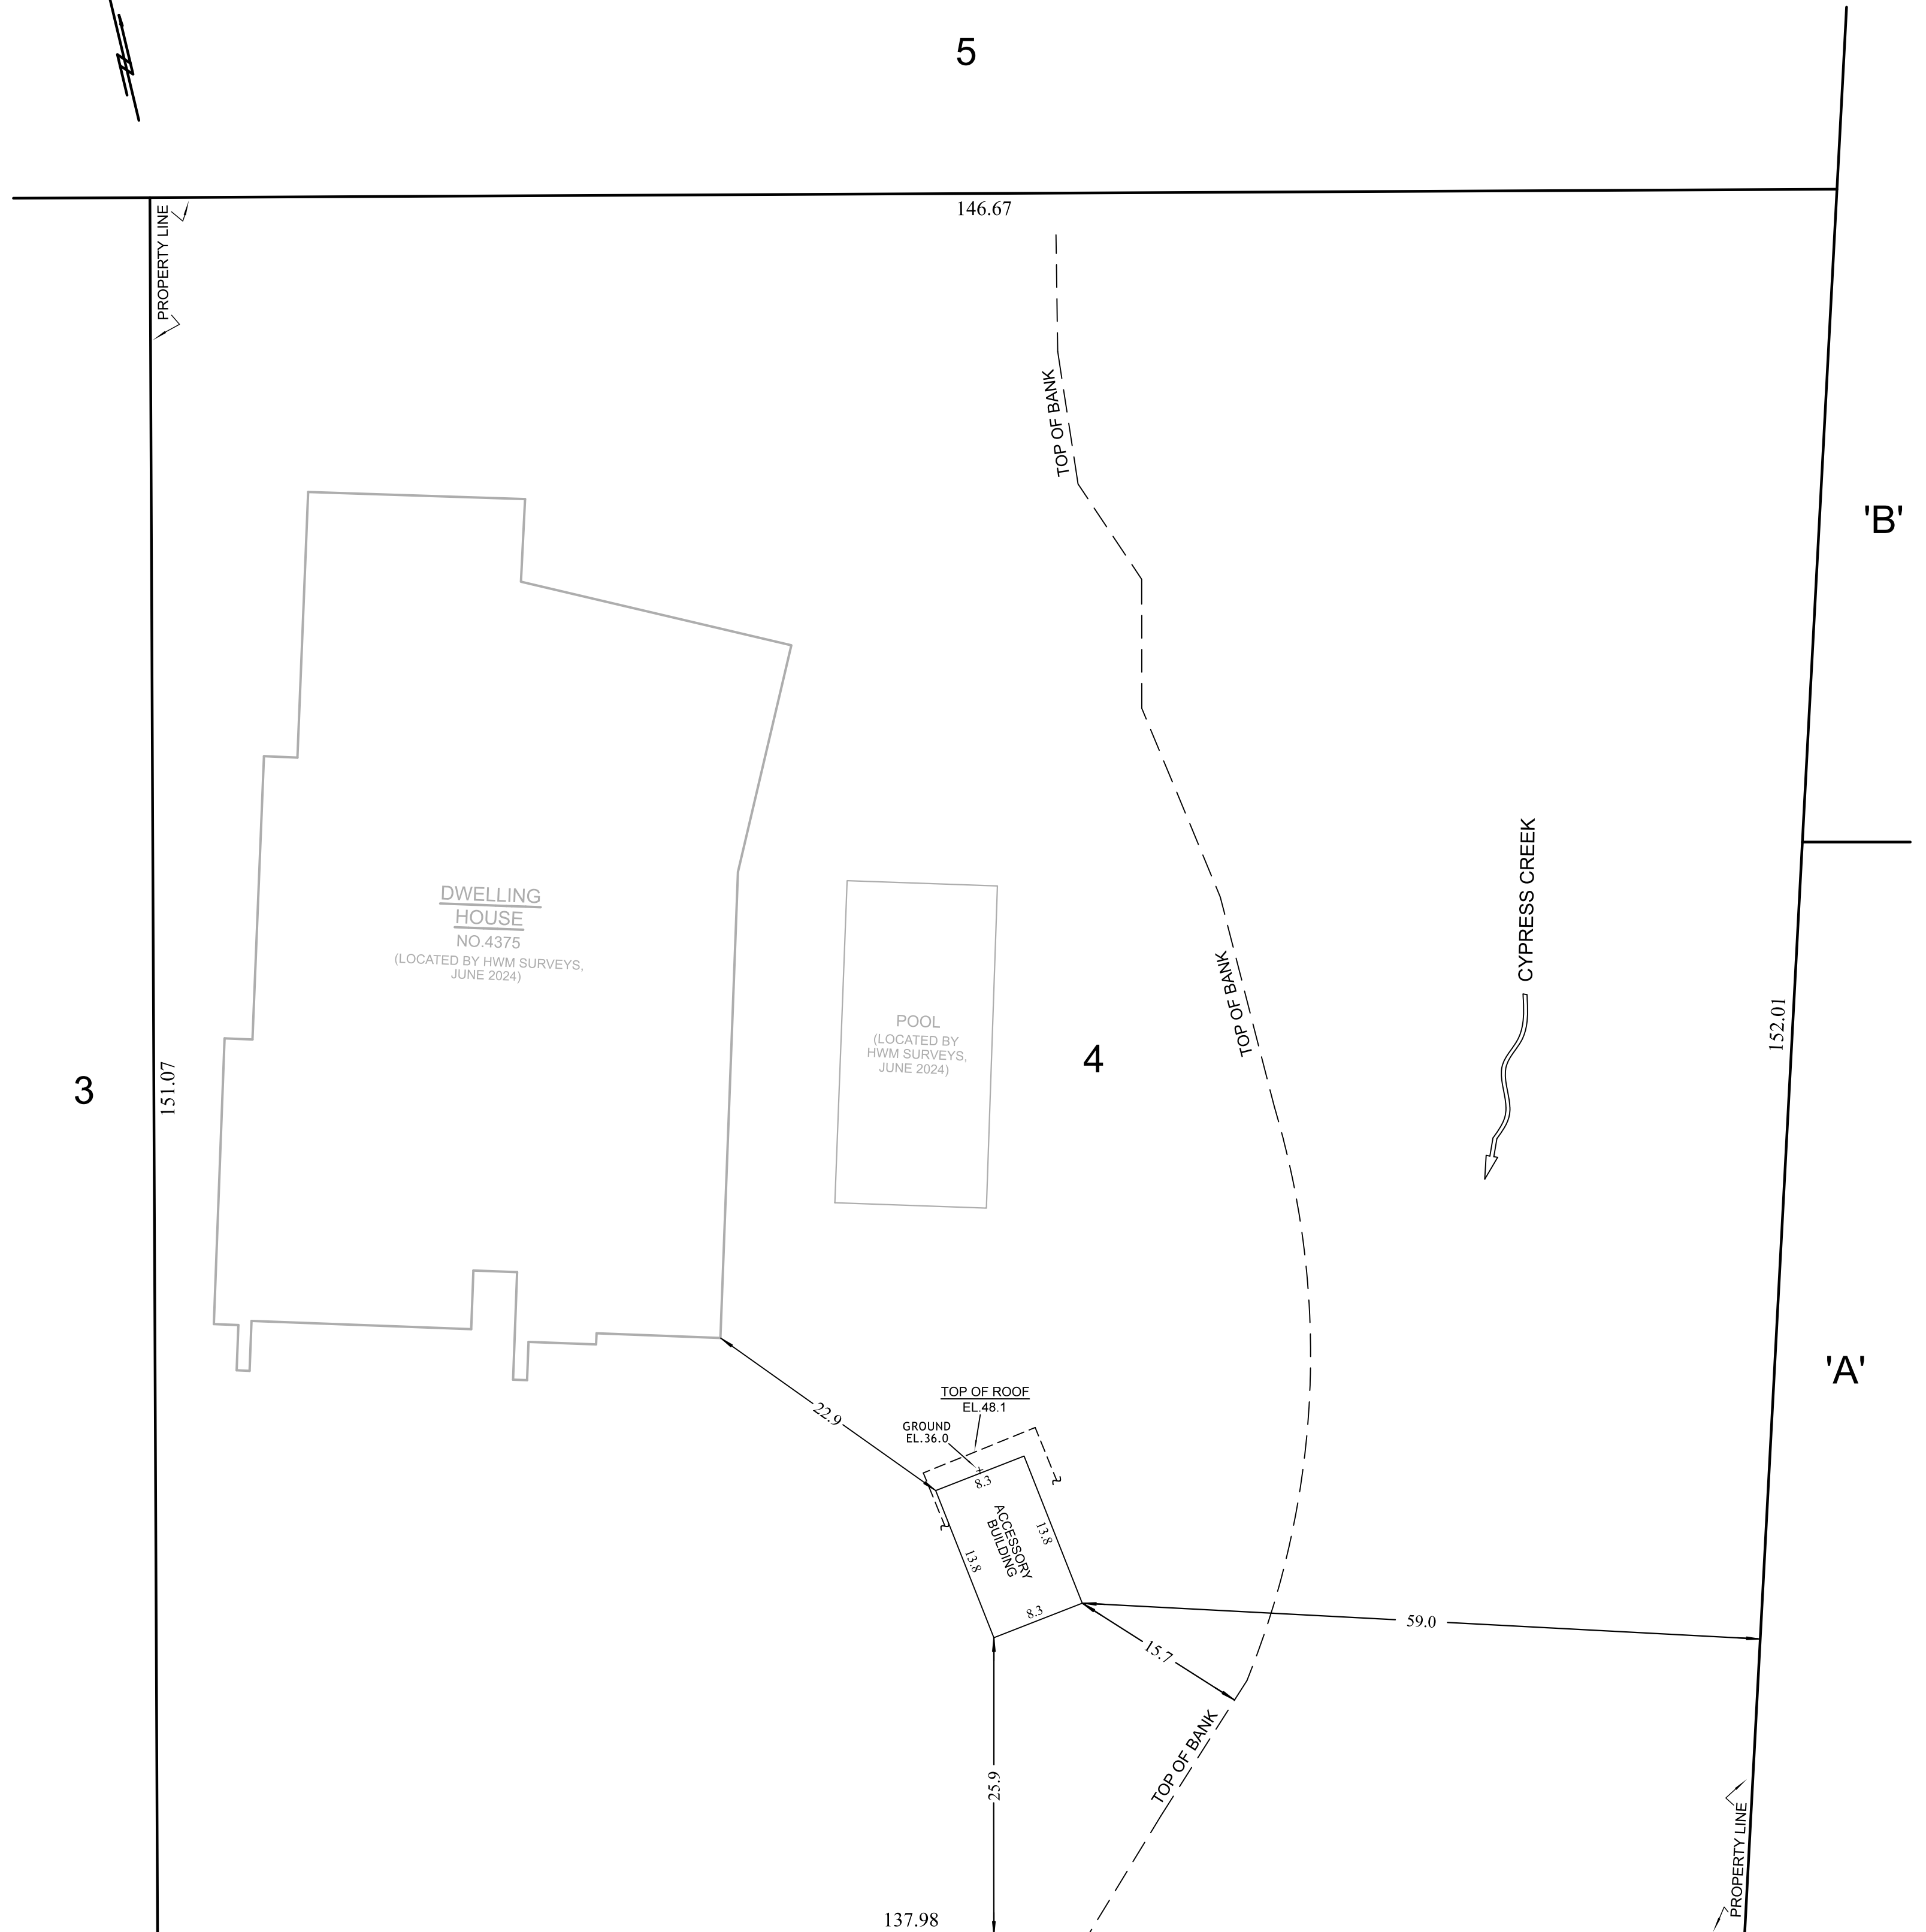 N
5
146.67
PROPERTY LINE
TOP OF BANK
'B'
DWELLING
HOUSE
NO.4375
(LOCATED BY HWM SURVEYS,
JUNE 2024)
CYPRESS CREEK
POOL
(LOCATED BY
HWM SURVEYS,
JUNE 2024)
4
TOP OF BANK
152.01
3
151.07
'A'
22.9
TOP OF ROOF
EL.48.1
GROUND
EL.36.0
8.3
ACCESSORY
BUILDING
13.8
13.8
8.3
59.0
15.7
TOP OF BANK
25.9
PROPERTY LINE
137.98